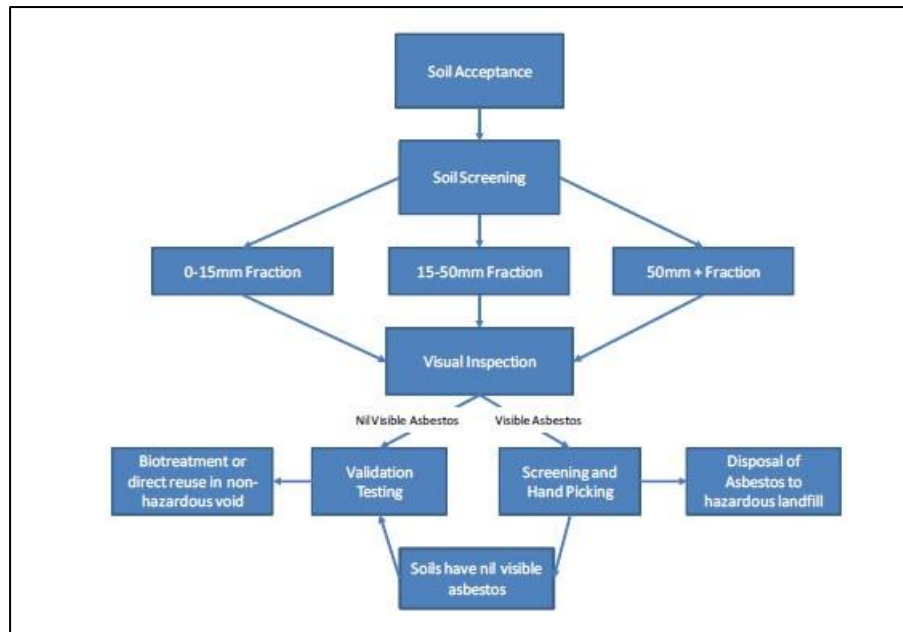 Soil Acceptance
Soil Screening
0-15mm Fraction
15-50mm Fraction
50mm + Fraction
Visual Inspection
Nil Visible Asbestos
Visible Asbestos
Biotreatment or
direct reuse in non-
hazardous void
Validation
Testing
Screening and
Hand Picking
Disposal of
Asbestos to
hazardous landfill
Soils have nil visible
asbestos